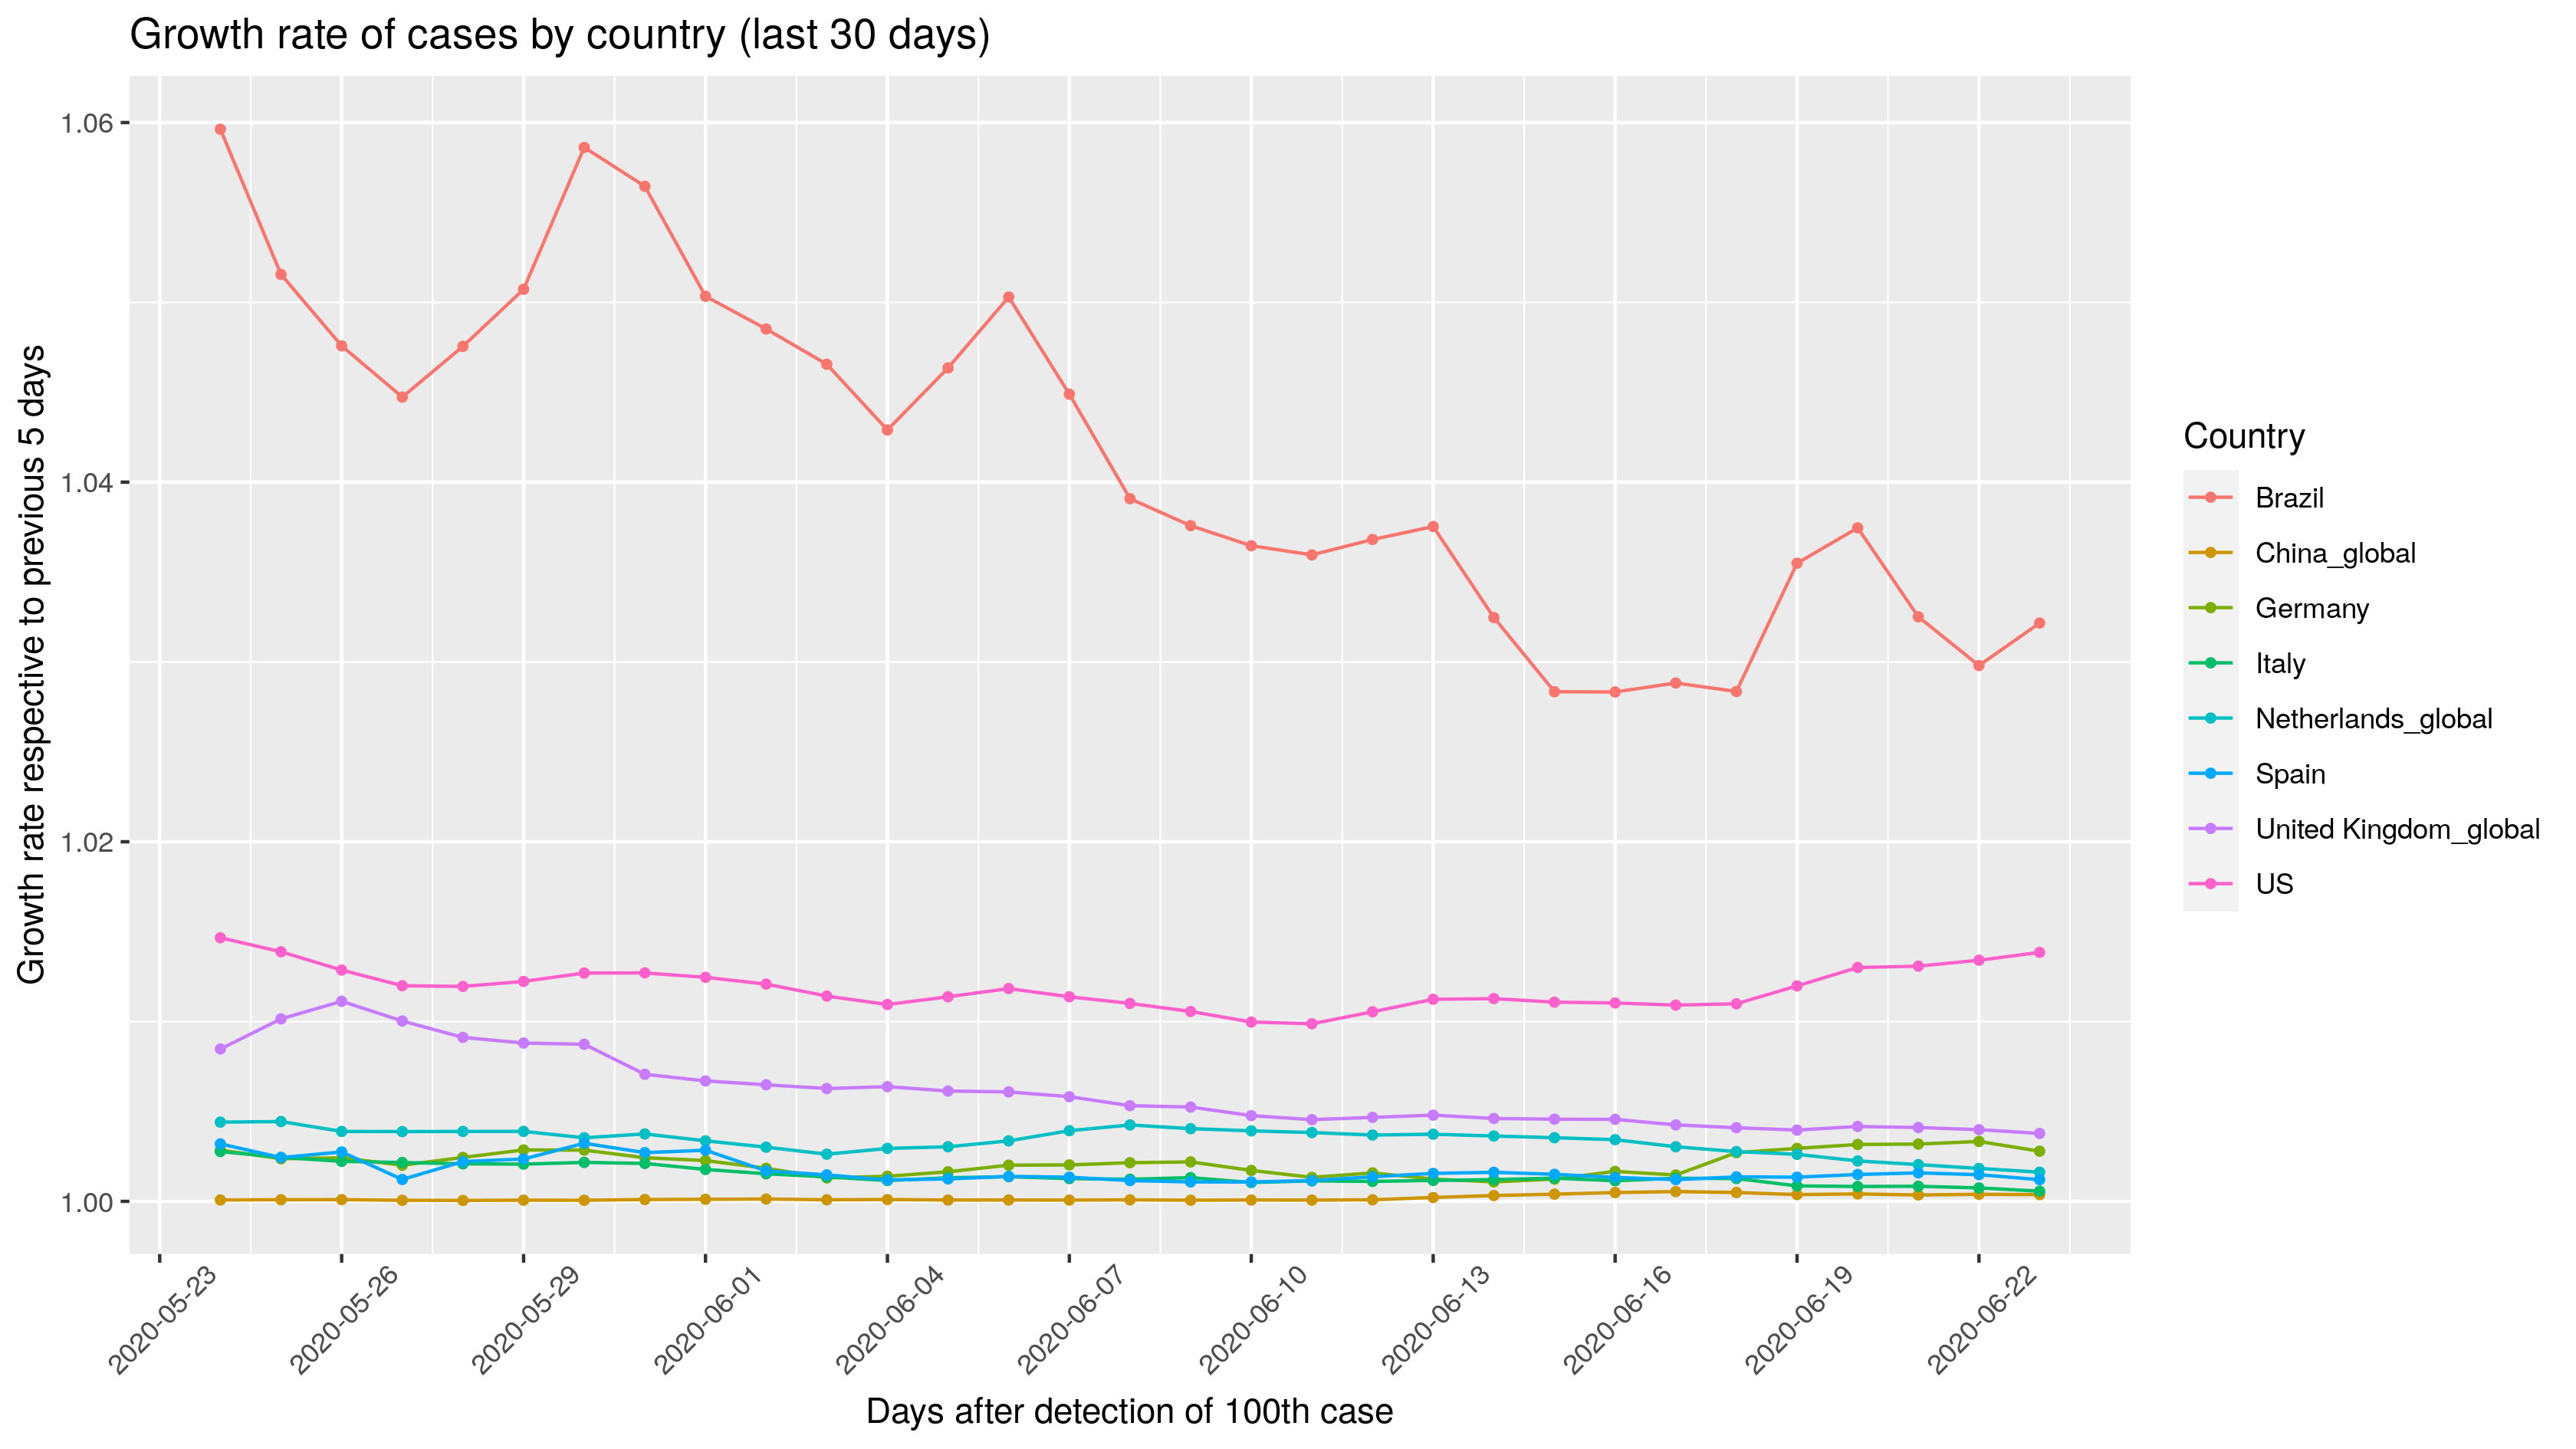 Growth rate of cases by country (last 30 days)
Growth rate respective to previous 5 days
1.06
1.04
1.02
1.00
2020-05-23
2020-05-26
2020-05-29
2020-06-01
2020-06-04
2020-06-07
2020-06-10
2020-06-13
2020-06-16
2020-06-19
2020-06-22
Days after detection of 100th case
Country
Brazil
China_global
Germany
Italy
Netherlands_global
Spain
United Kingdom_global
US